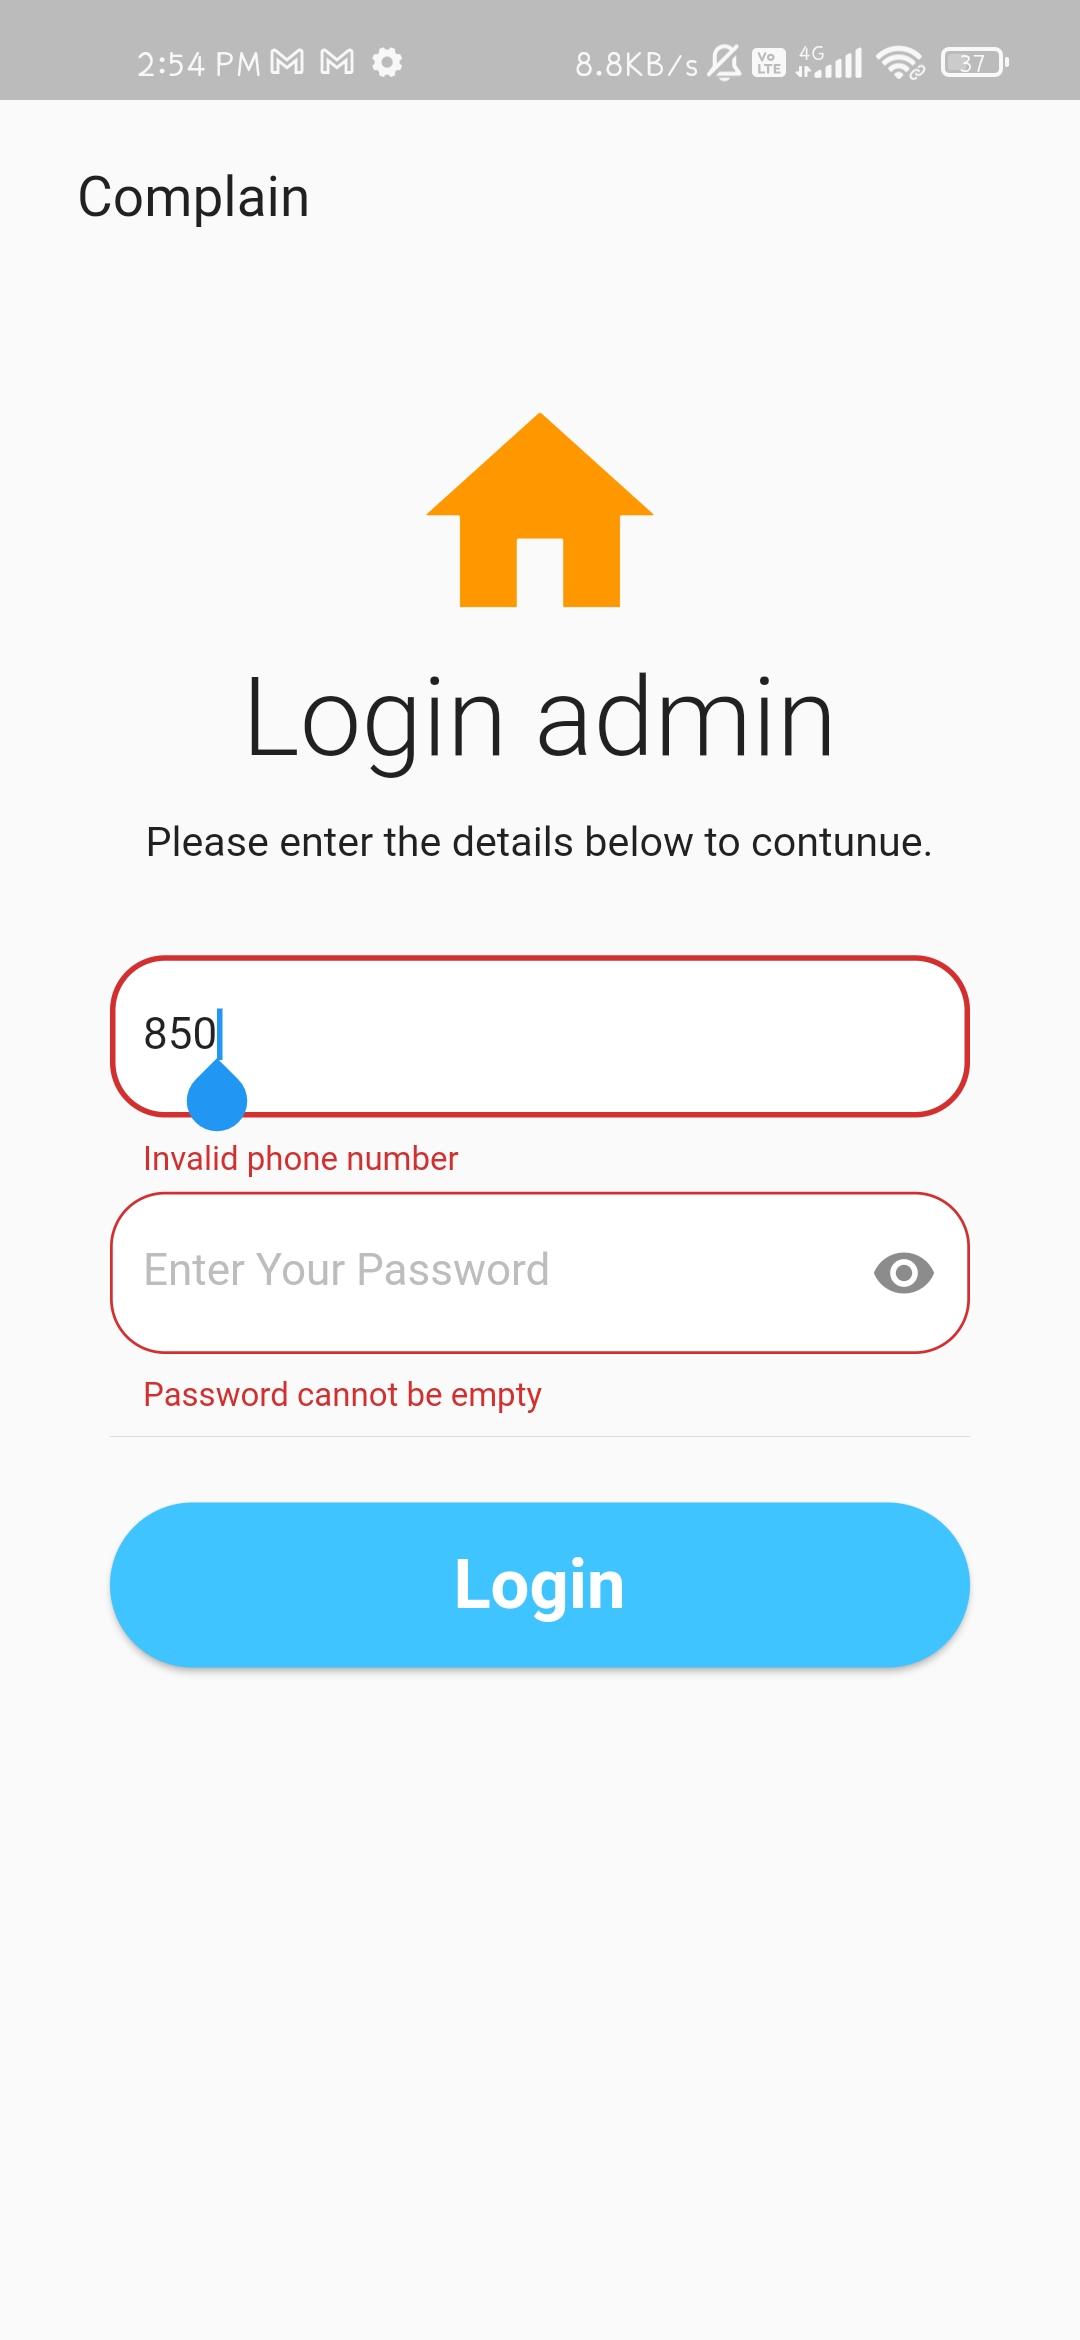 2:54 PM 8.8KB/s Vo LTE 4G 37
Complain
Login admin
Please enter the details below to contunue.
850
Invalid phone number
Enter Your Password
Password cannot be empty
Login